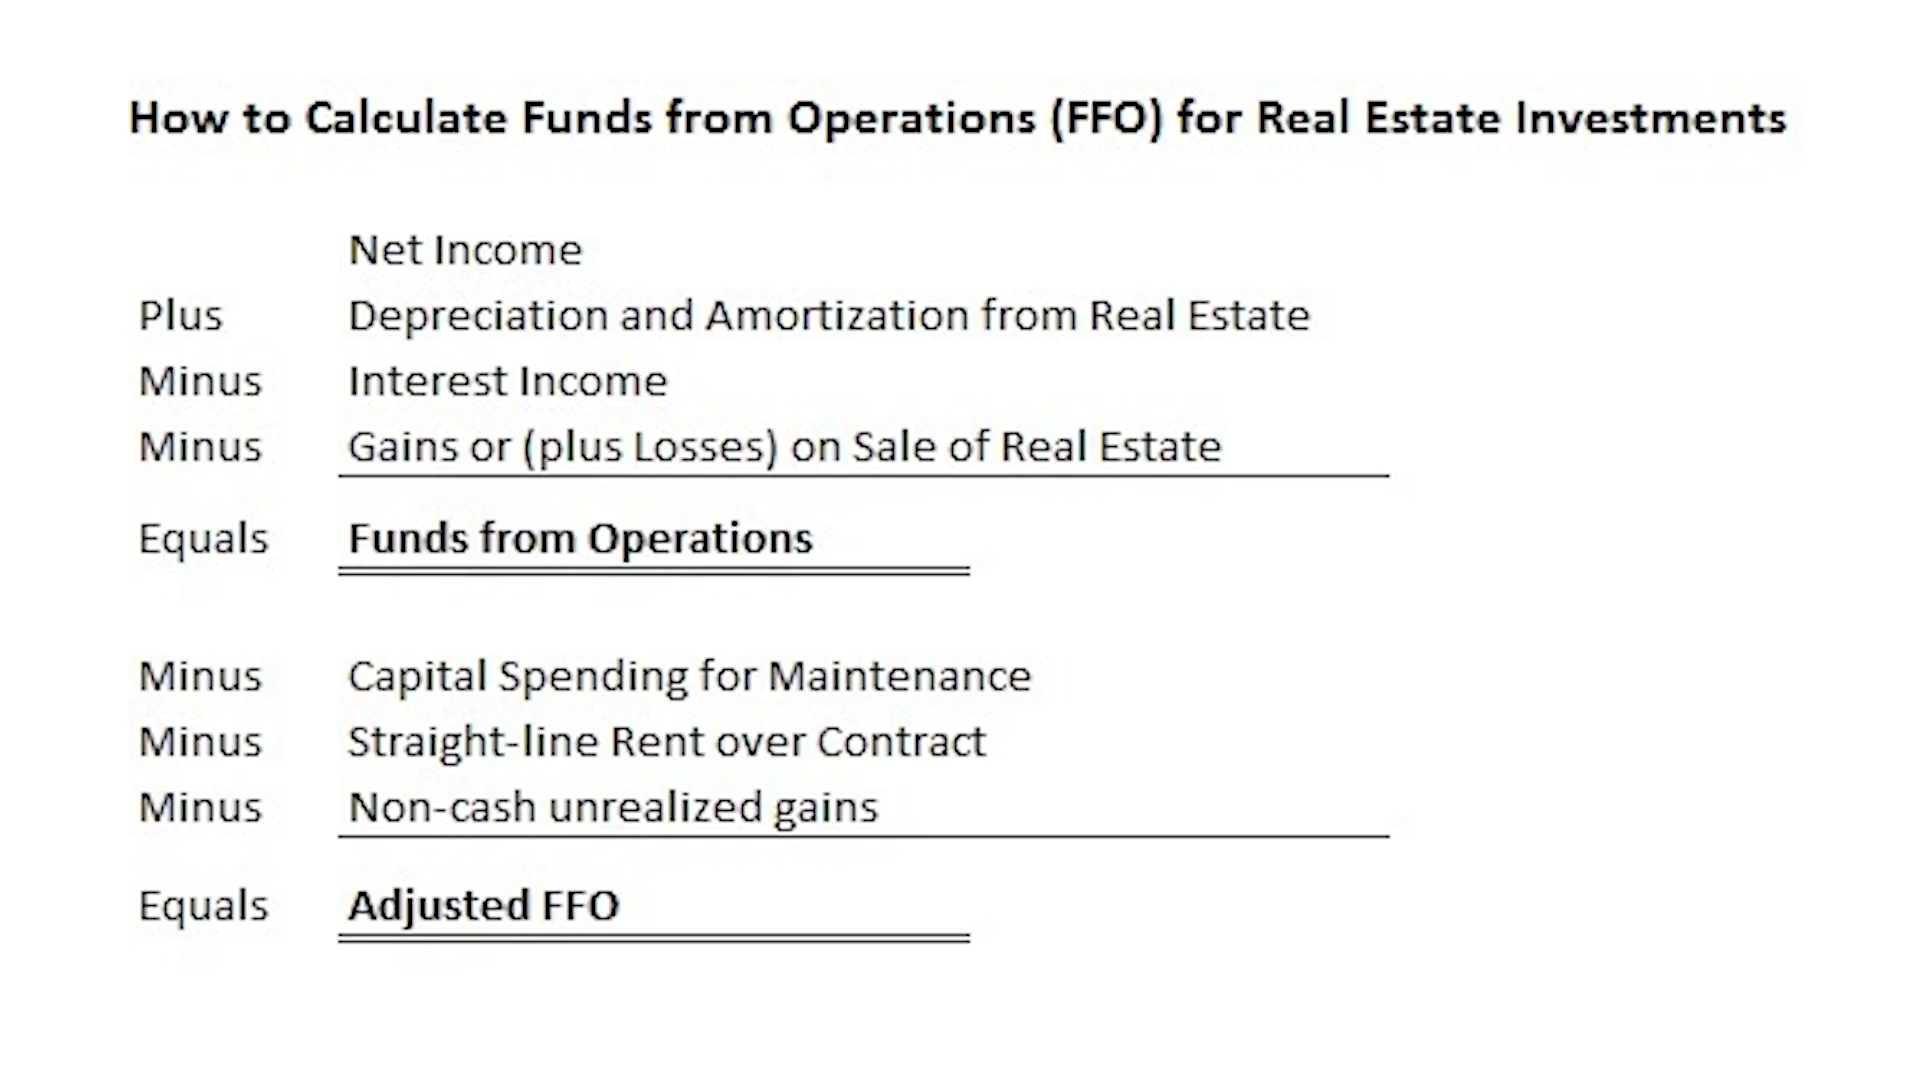 How to Calculate Funds from Operations (FFO) for Real Estate Investments
Net Income
Plus Depreciation and Amortization from Real Estate
Minus Interest Income
Minus Gains or (plus Losses) on Sale of Real Estate
Equals Funds from Operations
Minus Capital Spending for Maintenance
Minus Straight-line Rent over Contract
Minus Non-cash unrealized gains
Equals Adjusted FFO